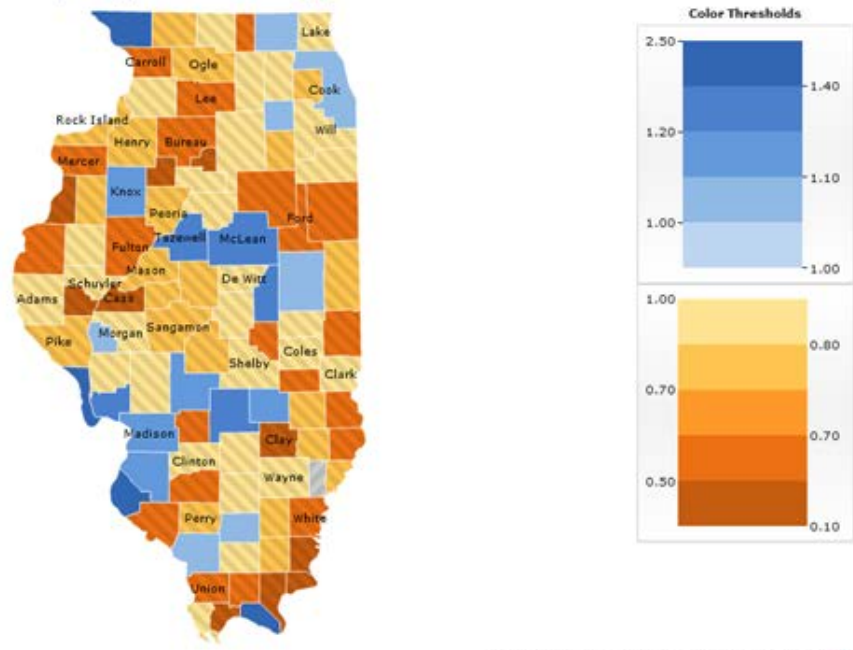 Color Thresholds
Lake
Carroll
Ogle
Cook
Lee
Rock Island
Will
Henry
Bureau
Mercer
Knox
Peoria
Ford
Tazewell
McLean
Fulton
Mason
De Witt
Schuyler
Adams
Cass
Morgan
Sangamon
Pike
Coles
Shelby
Clark
Madison
Clay
Clinton
Wayne
Perry
White
Union
2.50
1.40
1.20
1.10
1.00
1.00
1.00
0.80
0.70
0.70
0.50
0.10